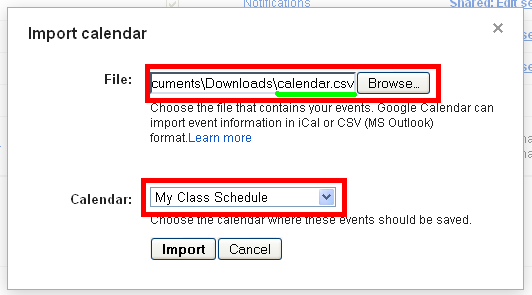 Notifications
Shared: Edit se
Import calendar
×
File: cuments\Downloads\calendar.csv Browse...
Choose the file that contains your events. Google Calendar can
import event information in iCal or CSV (MS Outlook)
format.Learn more
Calendar: My Class Schedule
Choose the calendar where these events should be saved.
Import Cancel